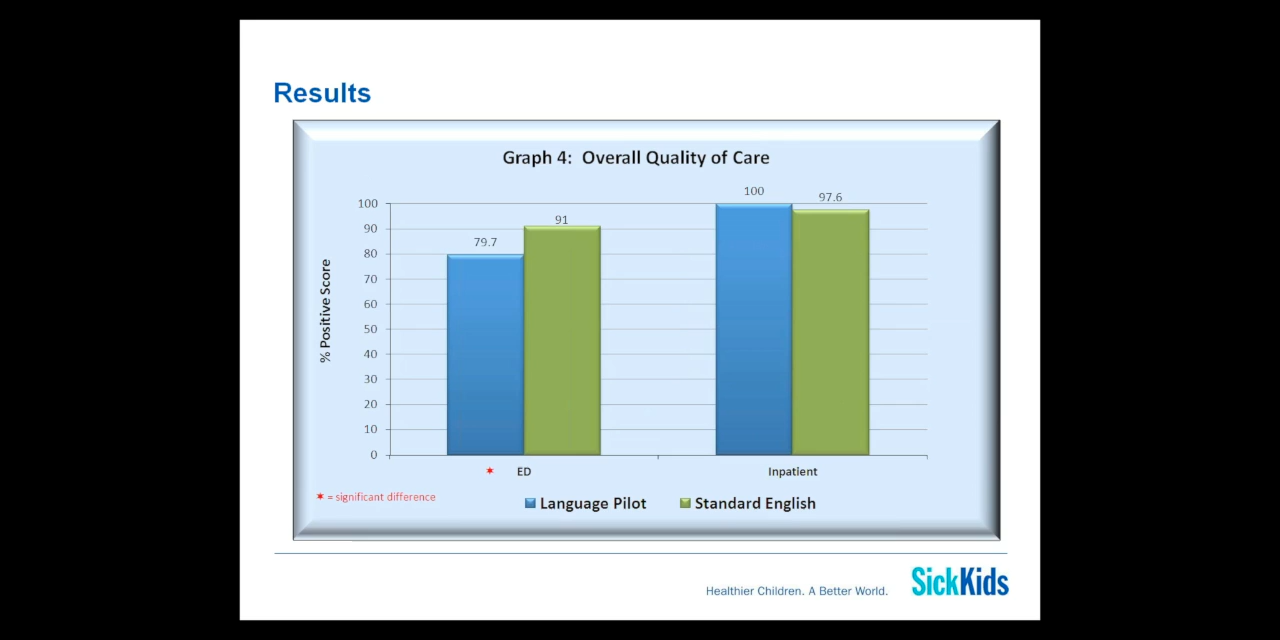 Results
Graph 4: Overall Quality of Care
100
97.6
91
79.7
100
90
80
70
60
50
40
30
20
10
0
% Positive Score
* ED
Inpatient
* = significant difference
Language Pilot
Standard English
Healthier Children. A Better World.
SickKids